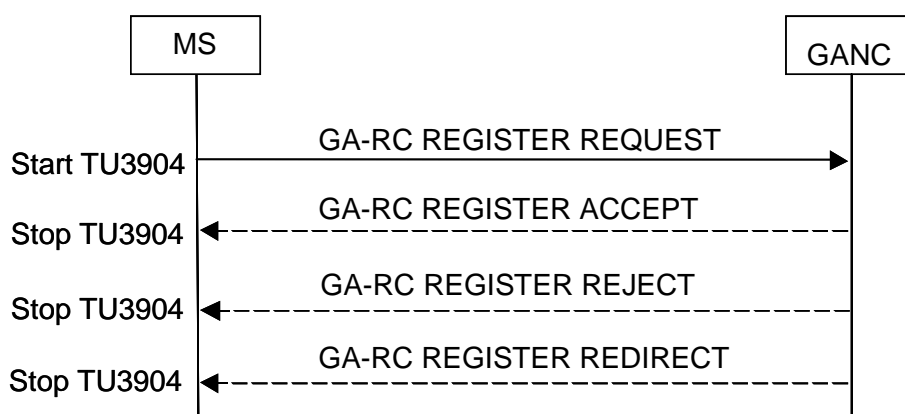 MS
GANC
GA-RC REGISTER REQUEST
Start TU3904
GA-RC REGISTER ACCEPT
Stop TU3904
GA-RC REGISTER REJECT
Stop TU3904
GA-RC REGISTER REDIRECT
Stop TU3904